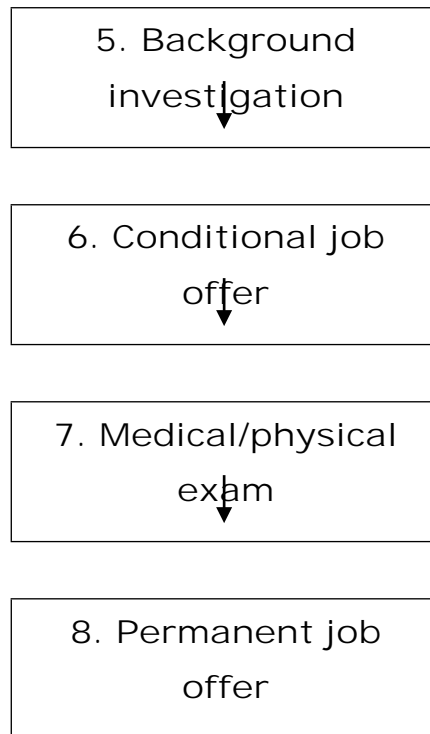 5. Background
investigation
6. Conditional job
offer
7. Medical/physical
exam
8. Permanent job
offer